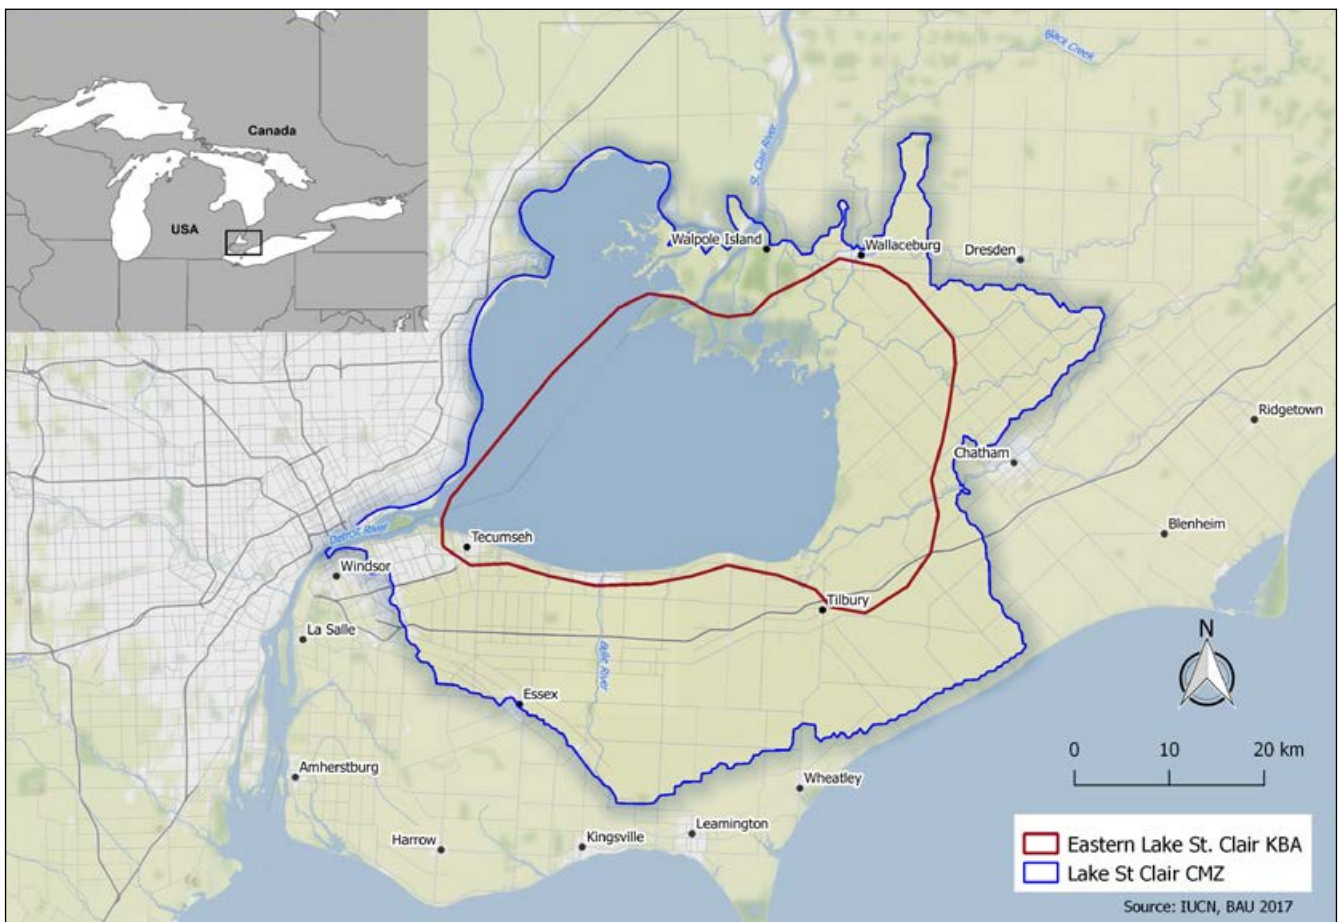 Canada
USA
Black Creek
St. Clair River
Walpole Island
Wallaceburg
Dresden
Ridgetown
Chatham
Blenheim
Detroit River
Tecumseh
Windsor
Tilbury
La Salle
Belle River
Essex
Amherstburg
Wheatley
Harrow
Kingsville
Leamington
N
0 10 20 km
Eastern Lake St. Clair KBA
Lake St Clair CMZ
Source: IUCN, BAU 2017